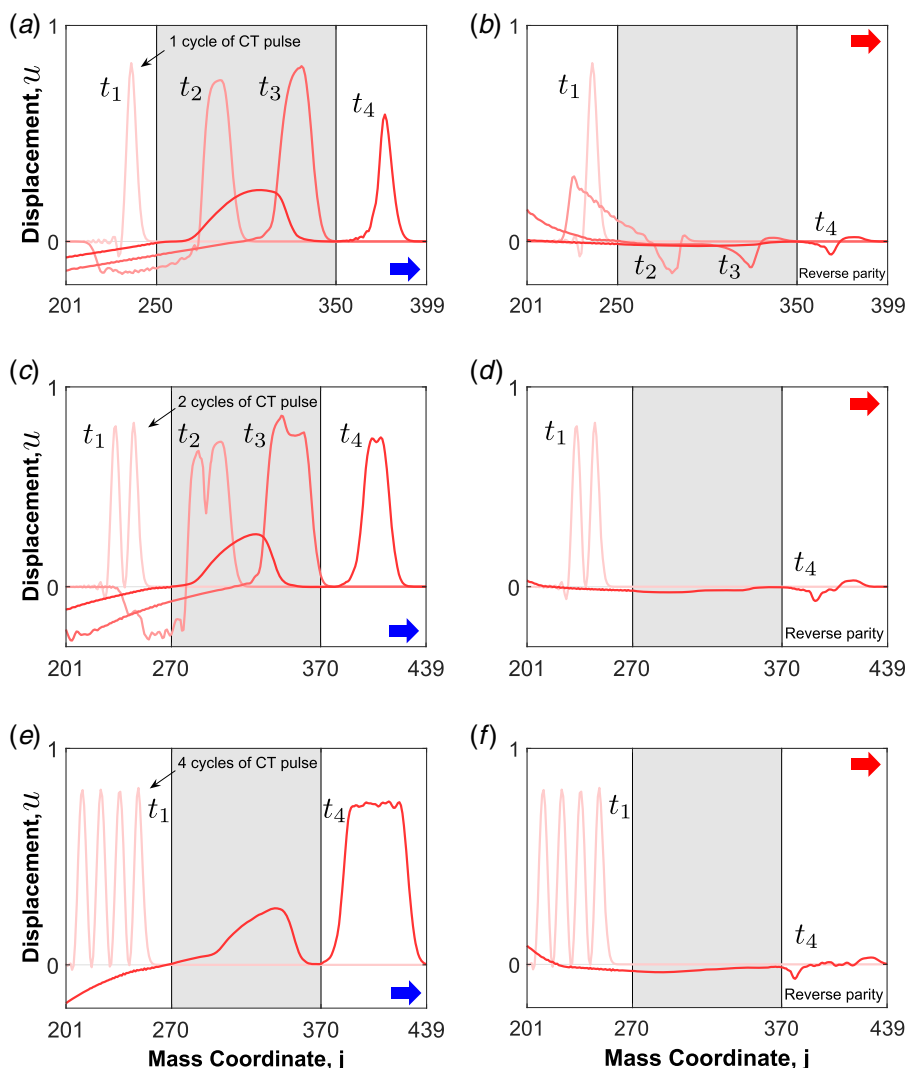 (a)
1 cycle of CT pulse
t1
t2
t3
t4
1
0
Displacement, u
201
250
350
399
(b)
t1
t2
t3
t4
Reverse parity
1
0
201
250
350
399
(c)
2 cycles of CT pulse
t1
t2
t3
t4
1
0
Displacement, u
201
270
370
439
(d)
t1
t4
Reverse parity
1
0
201
270
370
439
(e)
4 cycles of CT pulse
t1
t4
1
0
Displacement, u
201
270
370
439
Mass Coordinate, j
(f)
t1
t4
Reverse parity
1
0
201
270
370
439
Mass Coordinate, j